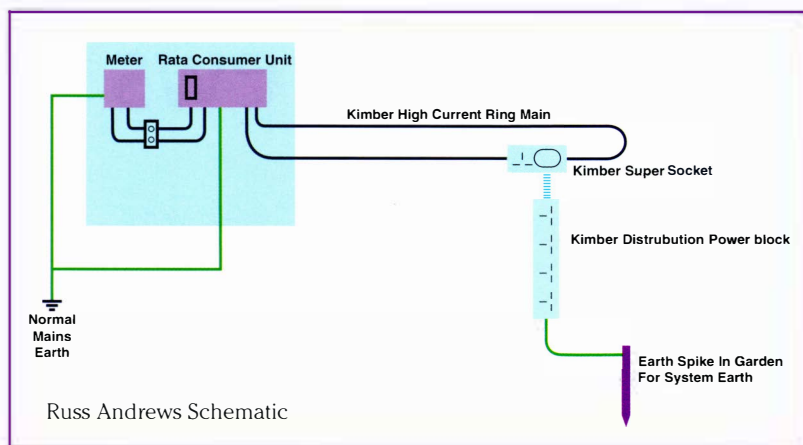 Meter
Rata Consumer Unit
Kimber High Current Ring Main
Kimber Super Socket
Kimber Distrubution Power block
Normal
Mains
Earth
Earth Spike In Garden
For System Earth
Russ Andrews Schematic